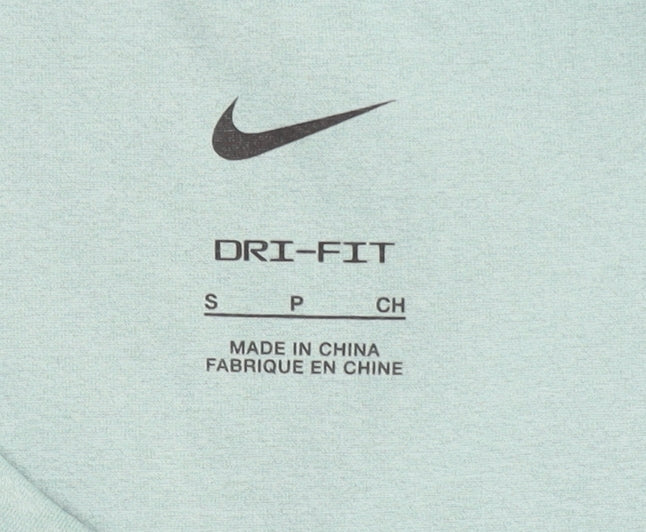 DRI-FIT
S P CH
MADE IN CHINA
FABRIQUE EN CHINE